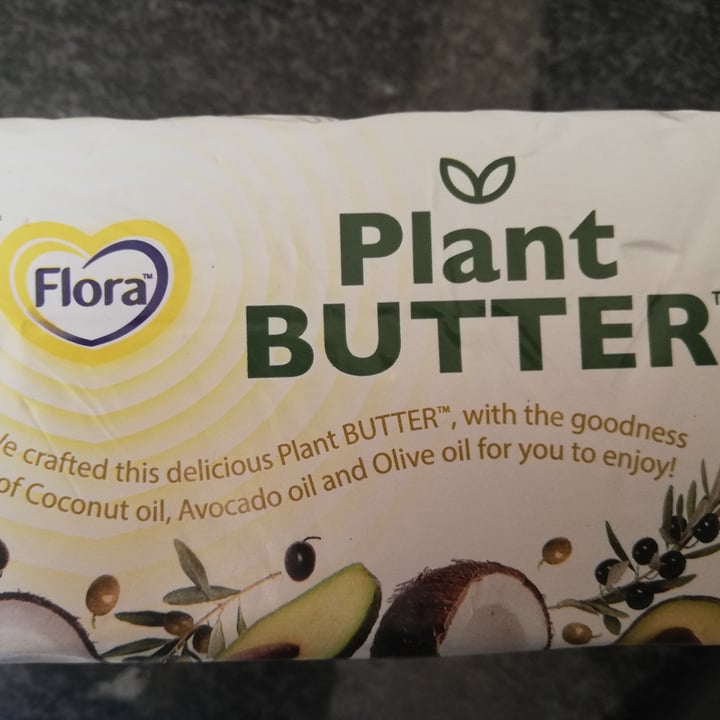 Flora™
Plant
BUTTER™
crafted this delicious Plant BUTTER™, with the goodness
of Coconut oil, Avocado oil and Olive oil for you to enjoy!